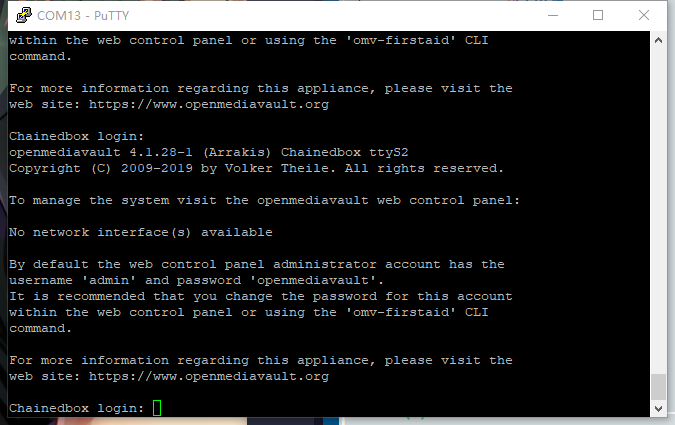 COM13 - PuTTY
within the web control panel or using the 'omv-firstaid' CLI
command.
For more information regarding this appliance, please visit the
web site: https://www.openmediavault.org
Chainedbox login:
openmediavault 4.1.28-1 (Arrakis) Chainedbox ttyS2
Copyright (C) 2009-2019 by Volker Theile. All rights reserved.
To manage the system visit the openmediavault web control panel:
No network interface(s) available
By default the web control panel administrator account has the
username 'admin' and password 'openmediavault'.
It is recommended that you change the password for this account
within the web control panel or using the 'omv-firstaid' CLI
command.
For more information regarding this appliance, please visit the
web site: https://www.openmediavault.org
Chainedbox login: